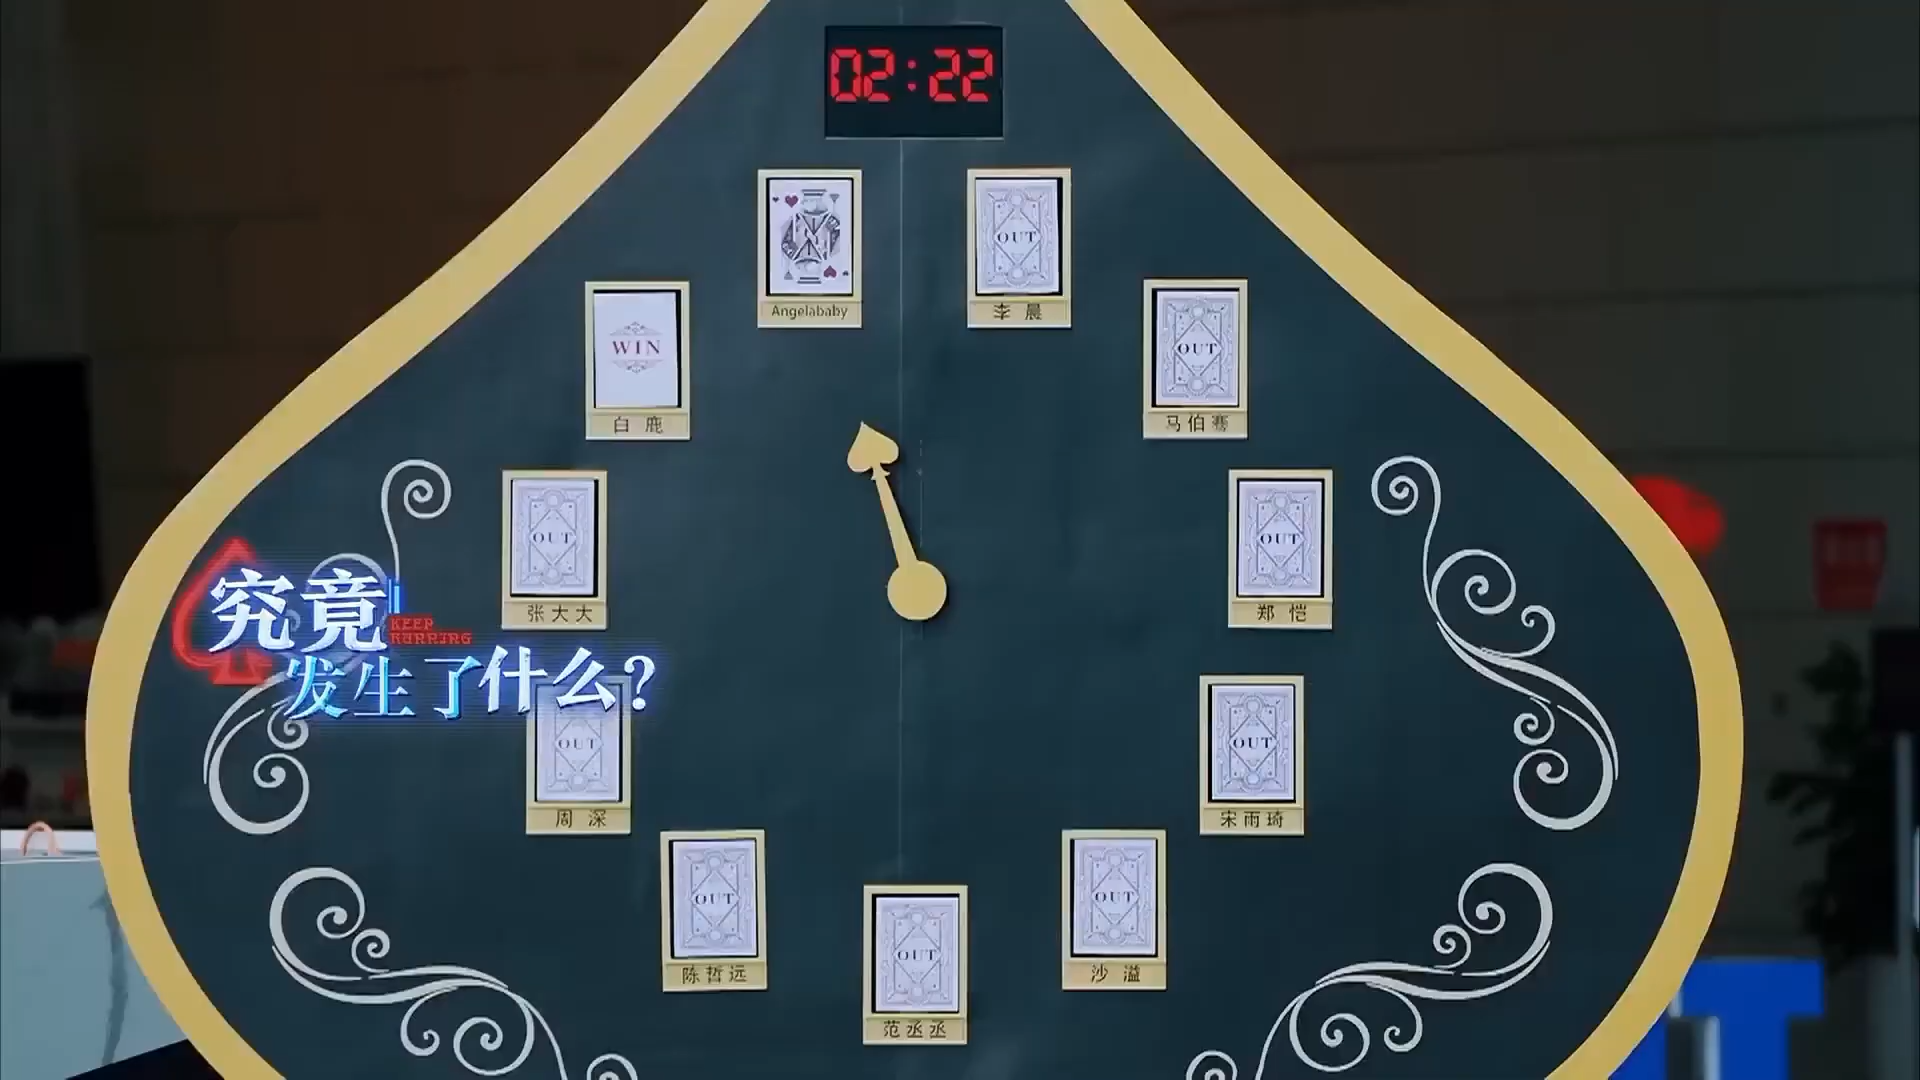 02:22
OUT
Angelababy
李晨
WIN
OUT
白鹿
马伯骞
OUT
OUT
张大大
郑恺
究竟
KEEP
RUNNING
发生了什么?
OUT
OUT
周深
宋雨琦
OUT
OUT
陈哲远
沙溢
OUT
范丞丞
T